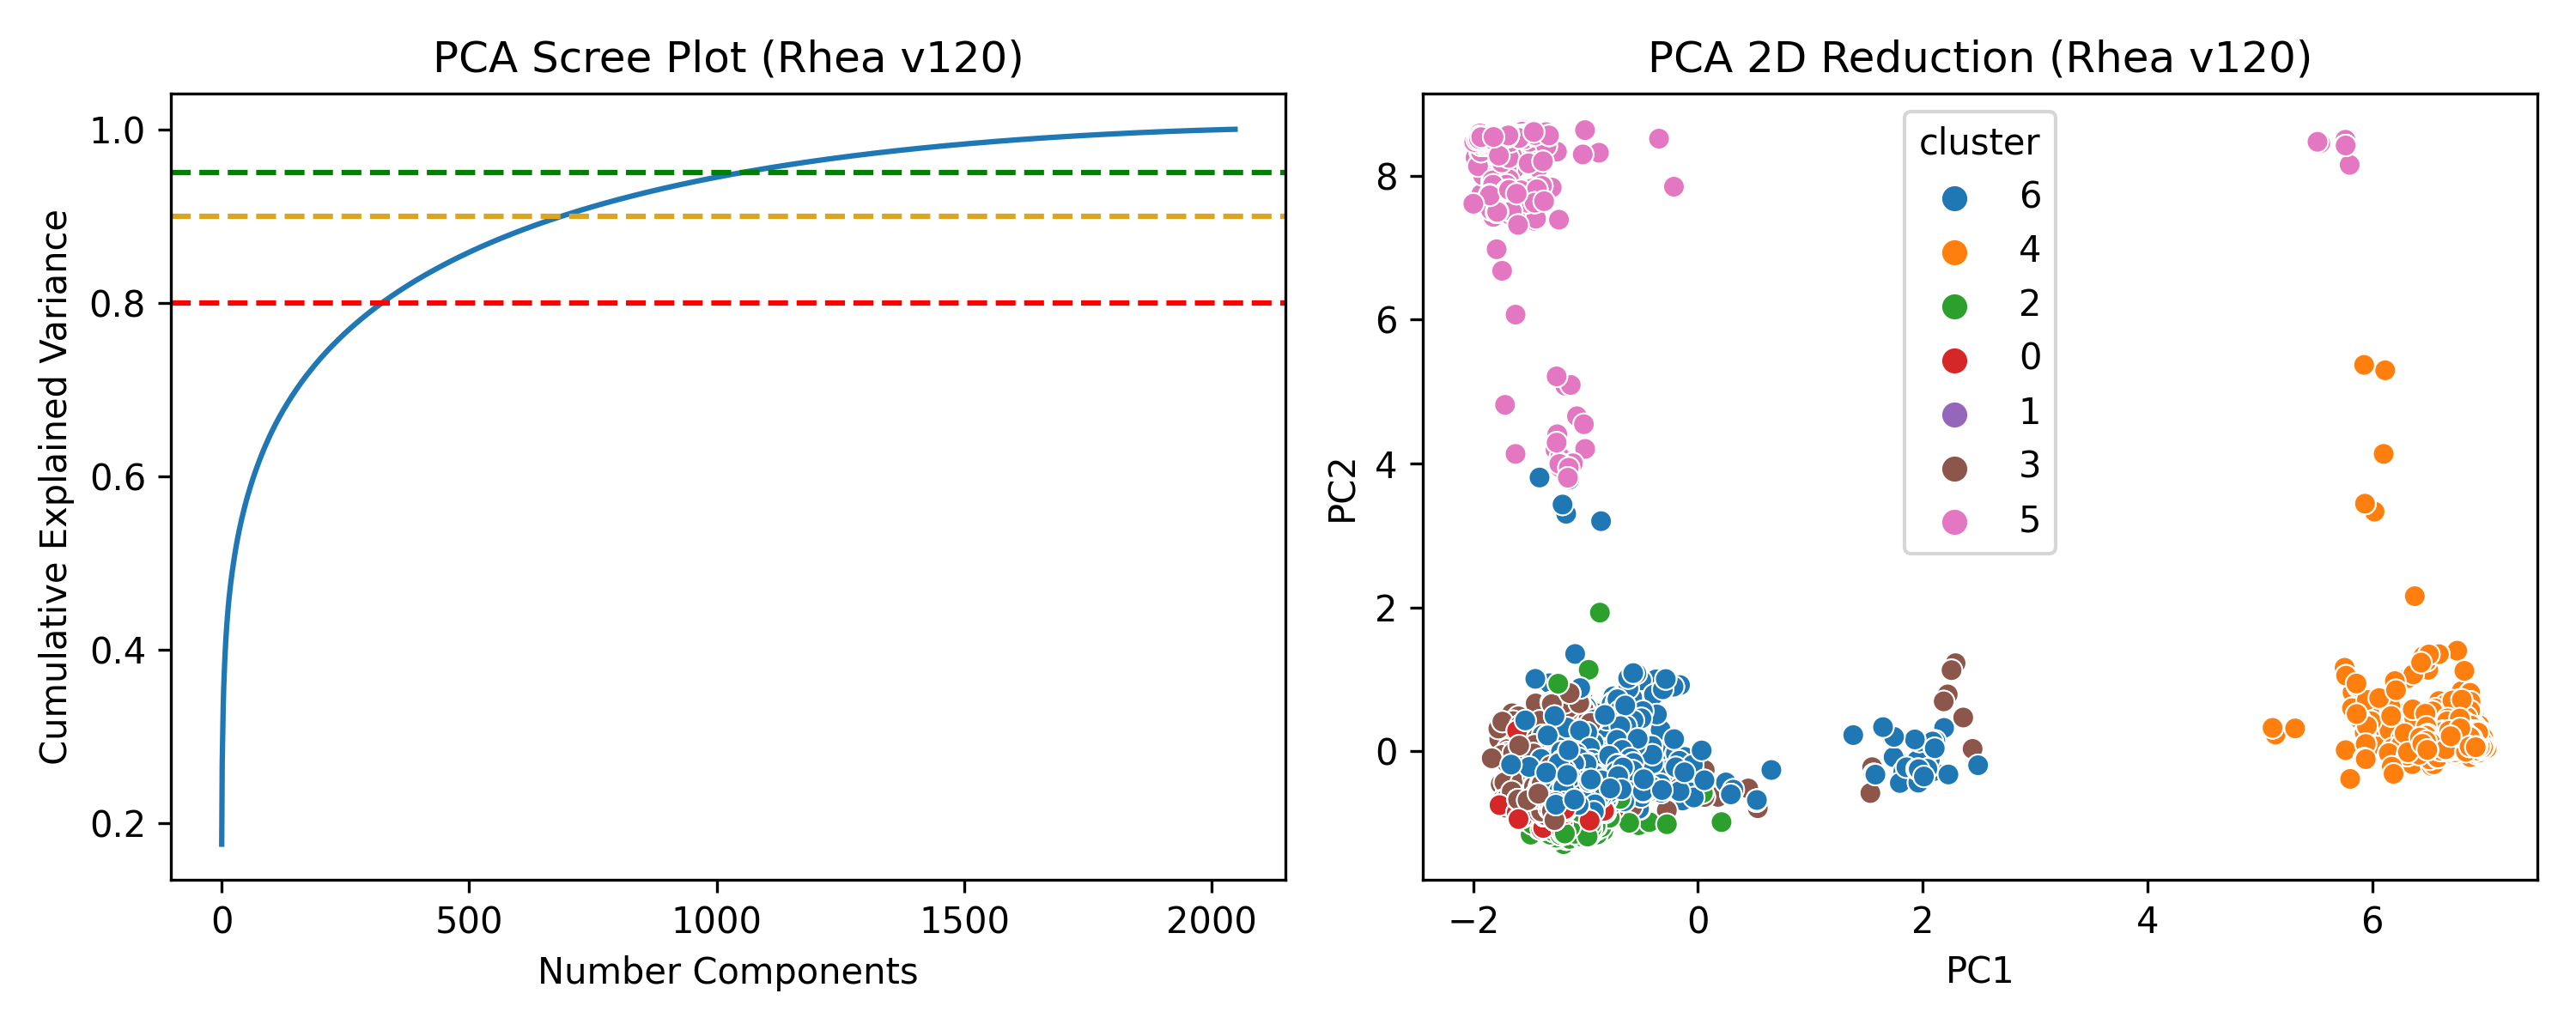 PCA Scree Plot (Rhea v120)
1.0
0.8
0.6
0.4
0.2
Cumulative Explained Variance
0 500 1000 1500 2000
Number Components
PCA 2D Reduction (Rhea v120)
8
6
4
2
0
PC2
cluster
6
4
2
0
1
3
5
−2 0 2 4 6
PC1